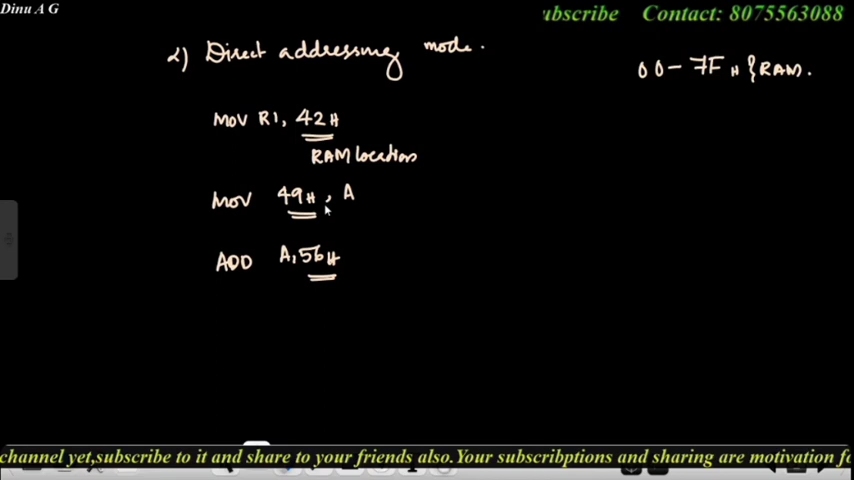 Dinu A G
ubscribe Contact: 8075563088
2) Direct addressing mode.
00-7FH }RAM.
MOV R1, 42H
RAM location
MOV 49H, A
ADD A, 56H
channel yet,subscribe to it and share to your friends also.Your subscribptions and sharing are motivation fo